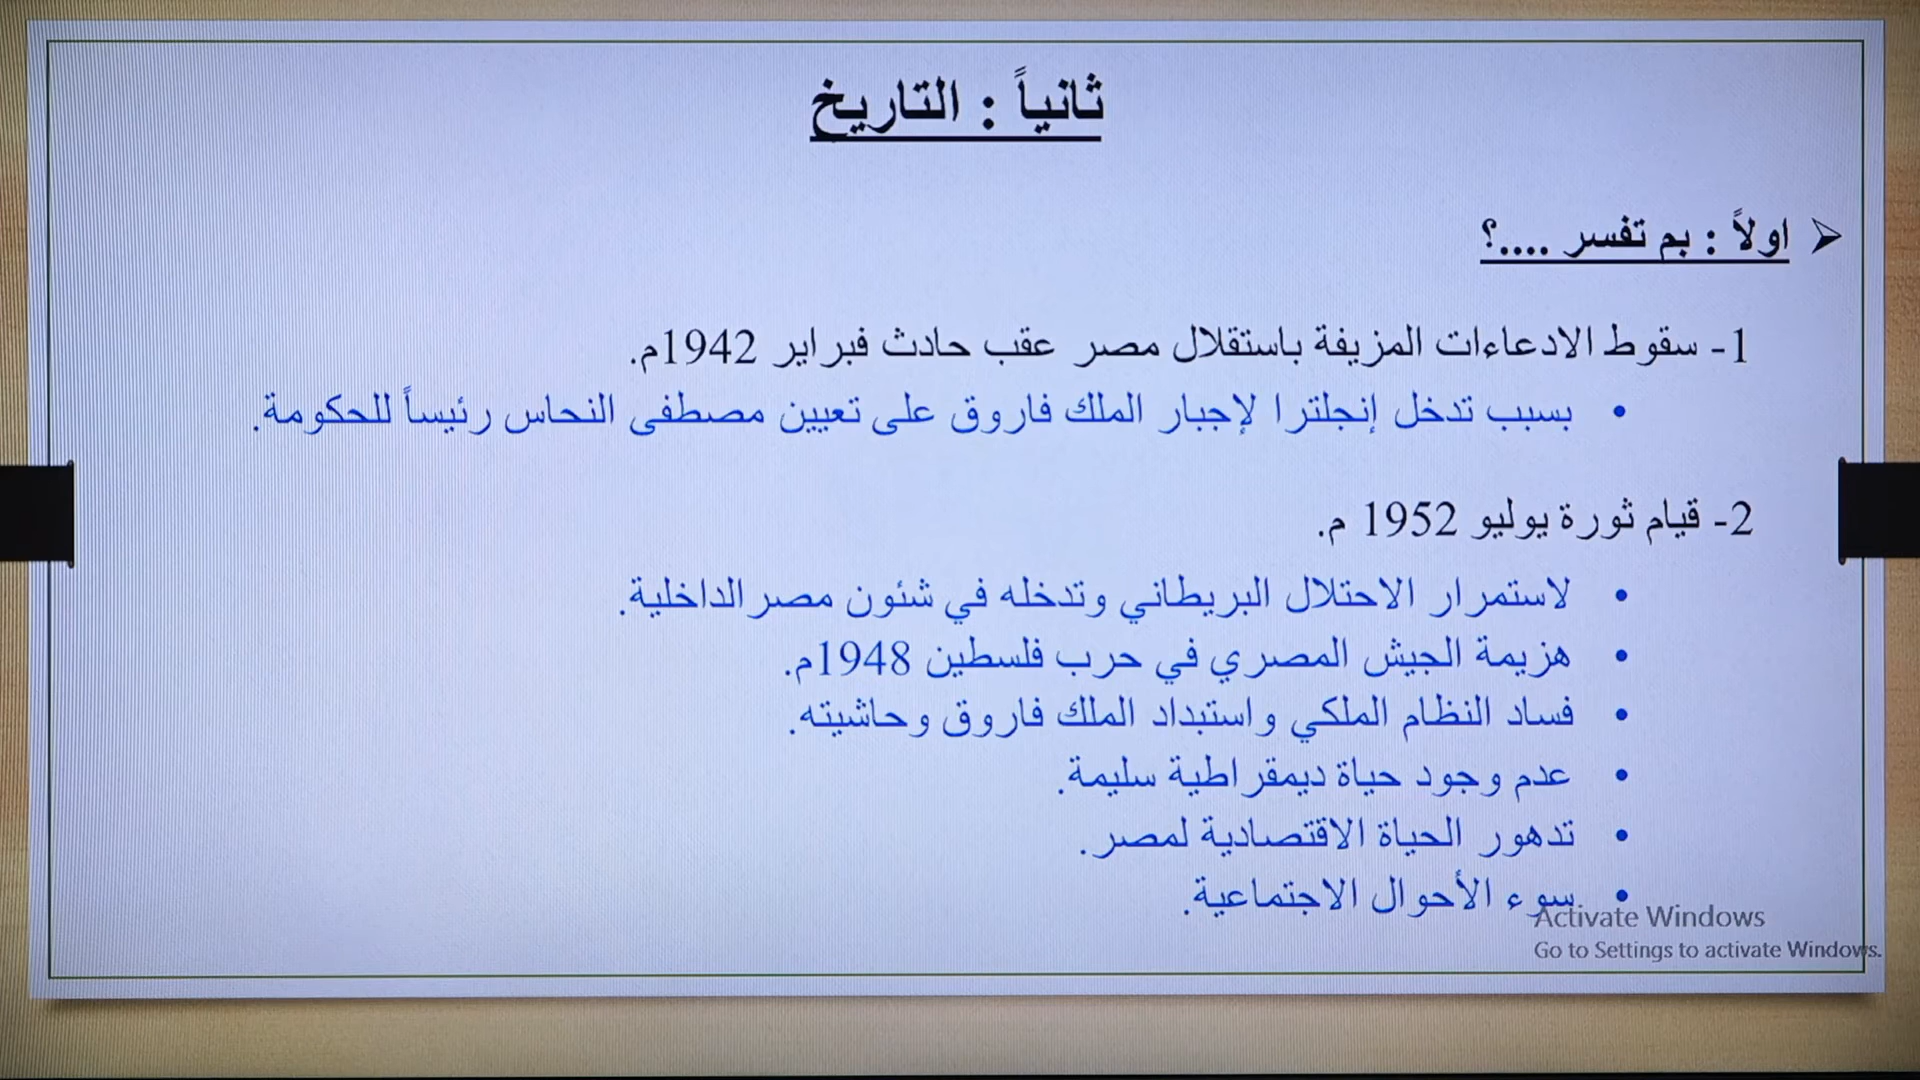 ثانياً : التاريخ
اولاً : بم تفسر ....؟
1- سقوط الادعاءات المزيفة باستقلال مصر عقب حادث فبراير 1942م.
بسبب تدخل إنجلترا لإجبار الملك فاروق على تعيين مصطفى النحاس رئيساً للحكومة.
2- قيام ثورة يوليو 1952 م.
لاستمرار الاحتلال البريطاني وتدخله في شئون مصر الداخلية.
هزيمة الجيش المصري في حرب فلسطين 1948م.
فساد النظام الملكي واستبداد الملك فاروق وحاشيته.
عدم وجود حياة ديمقراطية سليمة.
تدهور الحياة الاقتصادية لمصر.
سوء الأحوال الاجتماعية.
Activate Windows
Go to Settings to activate Windows.